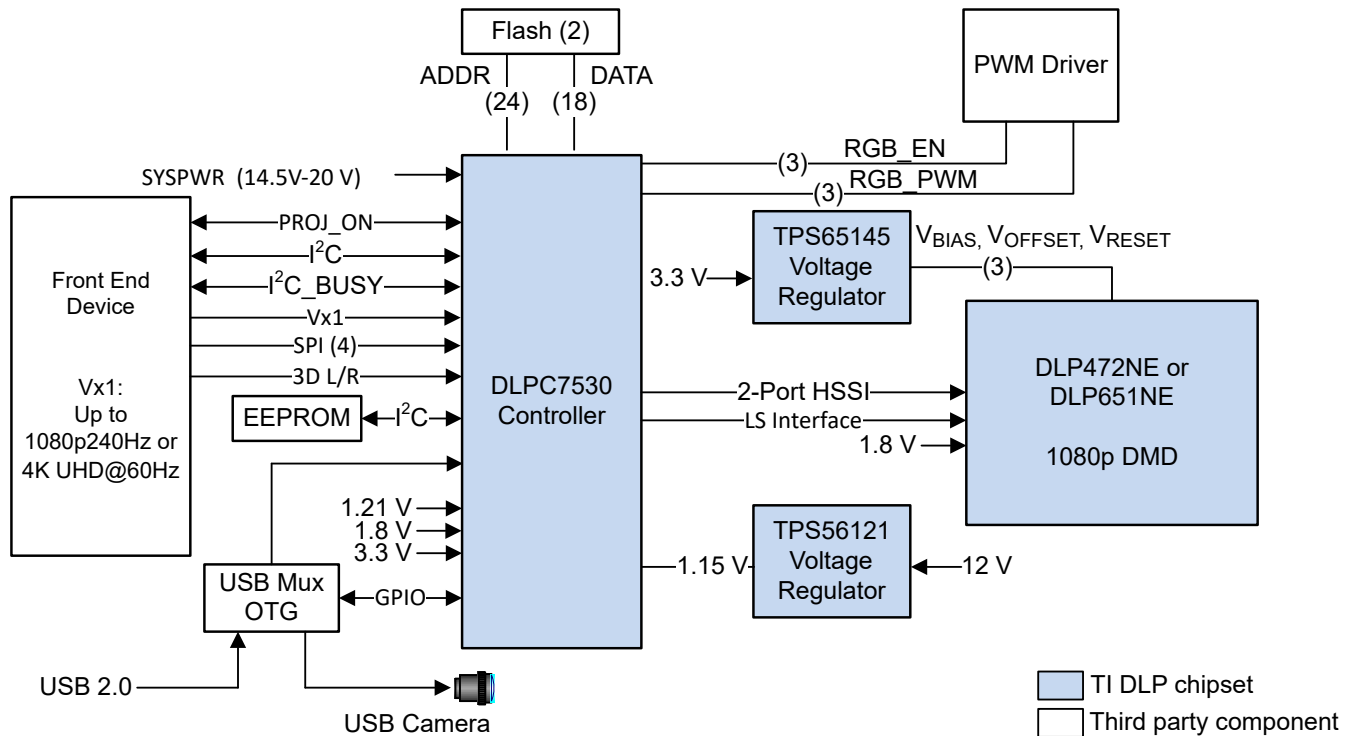 Flash (2)
ADDR
DATA
(24)
(18)
PWM Driver
RGB_EN
(3)
RGB_PWM
(3)
SYSPWR (14.5V-20 V)
Front End
Device
Vx1:
Up to
1080p240Hz or
4K UHD@60Hz
PROJ_ON
I²C
I²C_BUSY
Vx1
SPI (4)
3D L/R
EEPROM
I²C
DLPC7530
Controller
1.21 V
1.8 V
3.3 V
USB Mux
OTG
GPIO
USB 2.0
USB Camera
3.3 V
TPS65145
Voltage
Regulator
VBIAS, VOFFSET, VRESET
(3)
2-Port HSSI
LS Interface
1.8 V
DLP472NE or
DLP651NE
1080p DMD
1.15 V
TPS56121
Voltage
Regulator
12 V
TI DLP chipset
Third party component